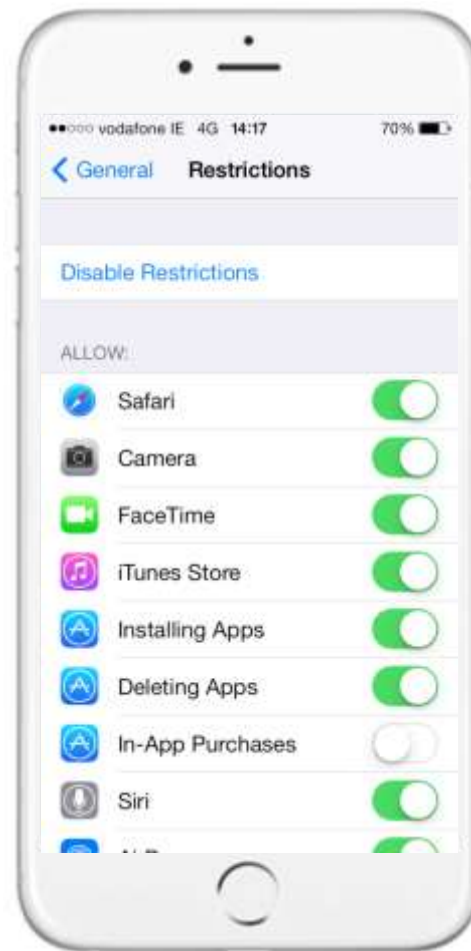 vodafone IE 4G 14:17 70%
General Restrictions
Disable Restrictions
ALLOW:
Safari
Camera
FaceTime
iTunes Store
Installing Apps
Deleting Apps
In-App Purchases
Siri